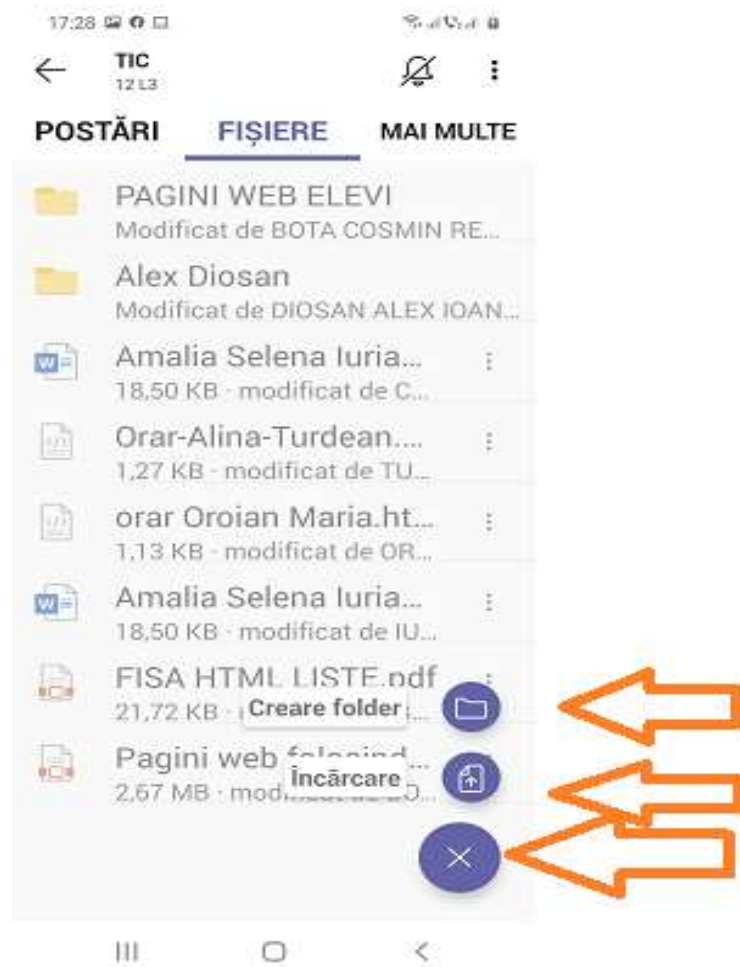 17:28
TIC
12 L3
POSTĂRI FIȘIERE MAI MULTE
PAGINI WEB ELEVI
Modificat de BOTA COSMIN RE...
Alex Diosan
Modificat de DIOSAN ALEX IOAN...
Amalia Selena Iuria...
18,50 KB · modificat de C...
Orar-Alina-Turdean....
1,27 KB · modificat de TU...
orar Oroian Maria.ht...
1,13 KB · modificat de OR...
Amalia Selena Iuria...
18,50 KB · modificat de IU...
FISA HTML LISTE.pdf
21,72 KB ·
Creare folder
Pagini web
Încărcare
2,67 MB ·